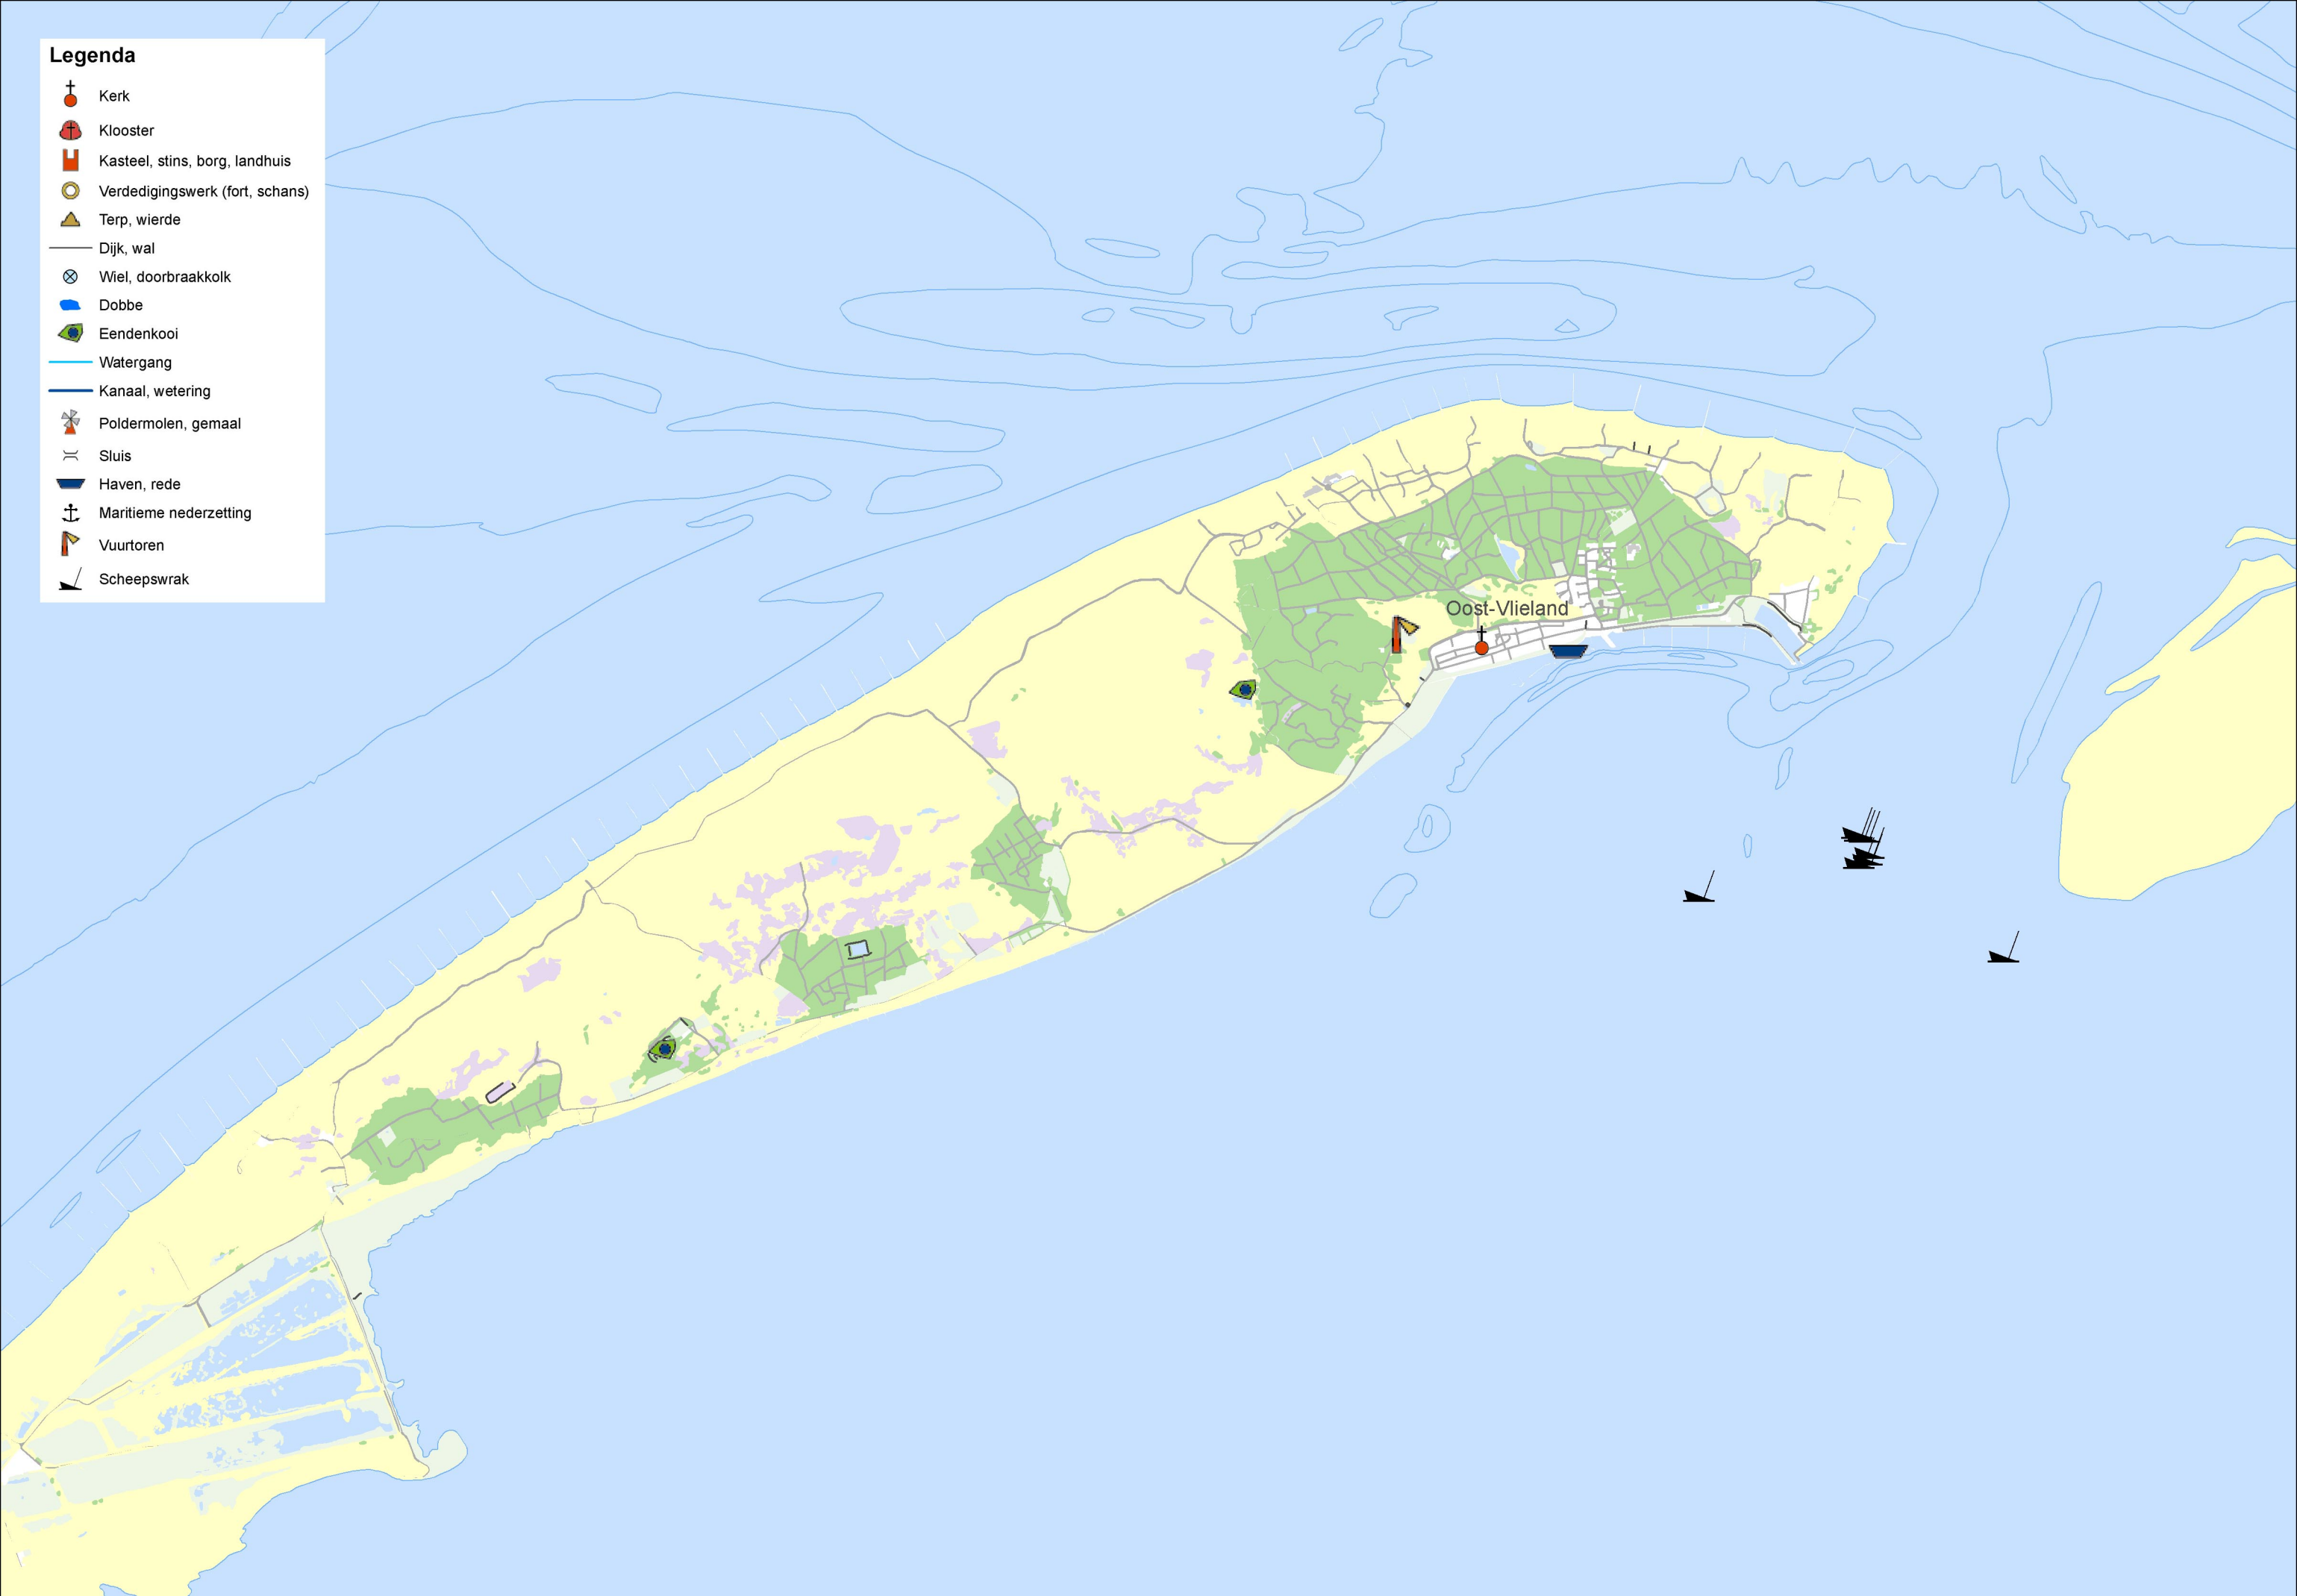 Legenda
Kerk
Klooster
Kasteel, stins, borg, landhuis
Verdedigingswerk (fort, schans)
Terp, wierde
Dijk, wal
Wiel, doorbraakkolk
Dobbe
Eendenkooi
Watergang
Kanaal, wetering
Poldermolen, gemaal
Sluis
Haven, rede
Maritieme nederzetting
Vuurtoren
Scheepswrak
Oost-Vlieland